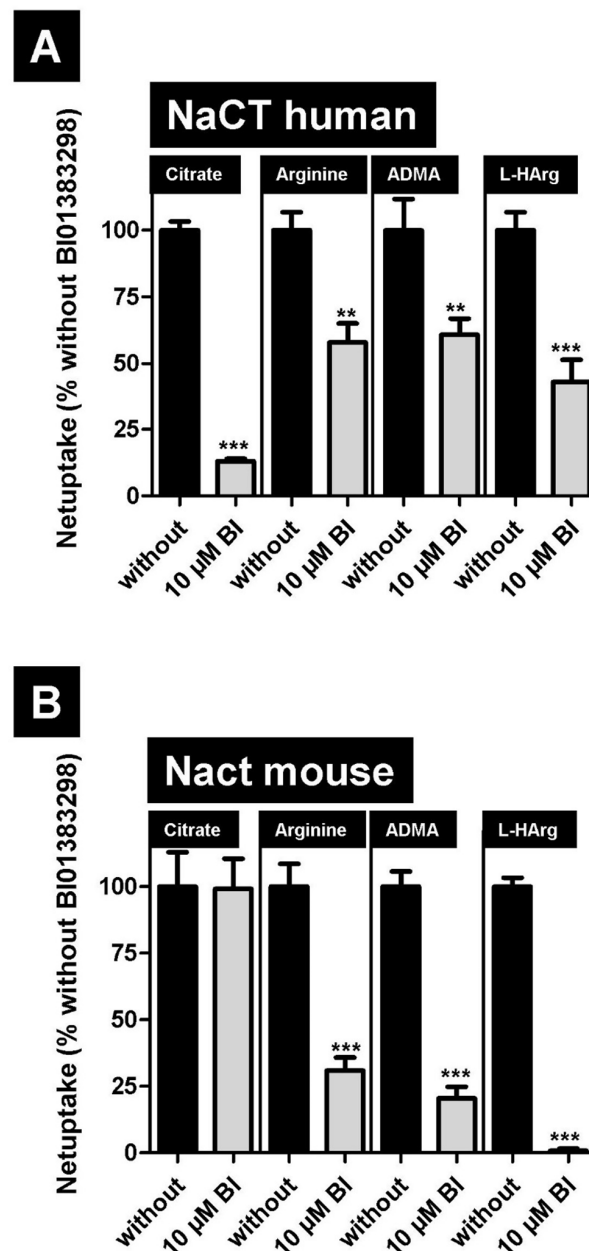 A
NaCT human
Citrate Arginine ADMA L-HArg
Netuptake (% without BI01383298)
100
75
50
25
0
*** ** ** ***
without 10 µM BI without 10 µM BI without 10 µM BI without 10 µM BI
B
Nact mouse
Citrate Arginine ADMA L-HArg
Netuptake (% without BI01383298)
100
75
50
25
0
*** *** ***
without 10 µM BI without 10 µM BI without 10 µM BI without 10 µM BI